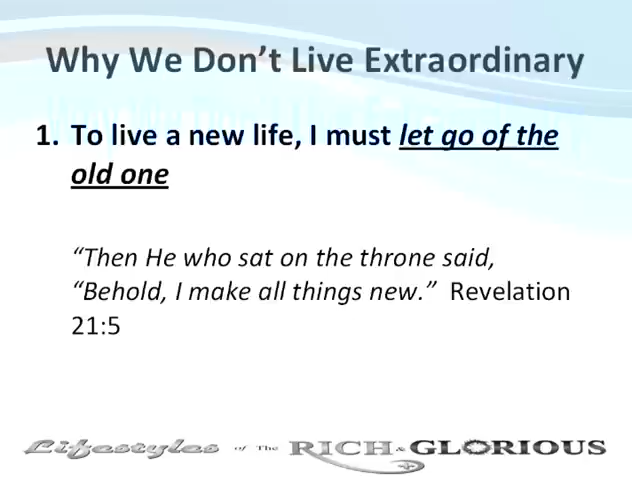 Why We Don’t Live Extraordinary
1. To live a new life, I must let go of the
old one
“Then He who sat on the throne said,
“Behold, I make all things new.” Revelation
21:5
Lifestyles of The RICH & GLORIOUS